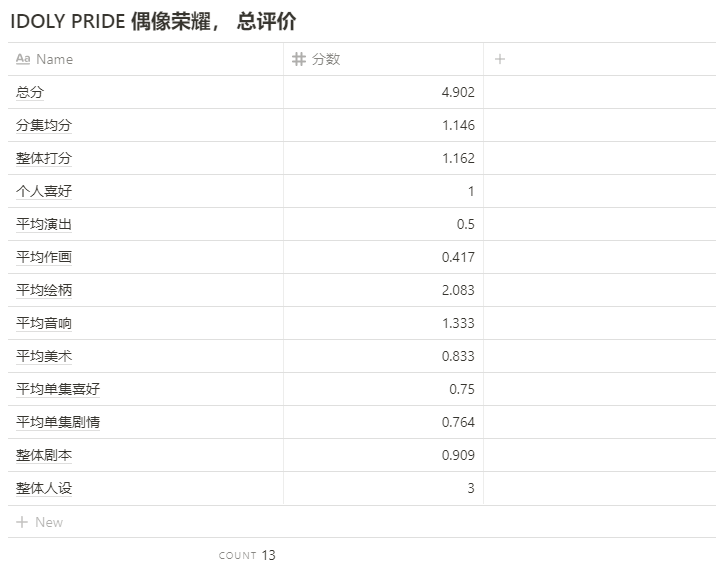 IDOLY PRIDE 偶像荣耀， 总评价
Aa Name # 分数 +
总分 4.902
分集均分 1.146
整体打分 1.162
个人喜好 1
平均演出 0.5
平均作画 0.417
平均绘柄 2.083
平均音响 1.333
平均美术 0.833
平均单集喜好 0.75
平均单集剧情 0.764
整体剧本 0.909
整体人设 3
+ New
COUNT 13